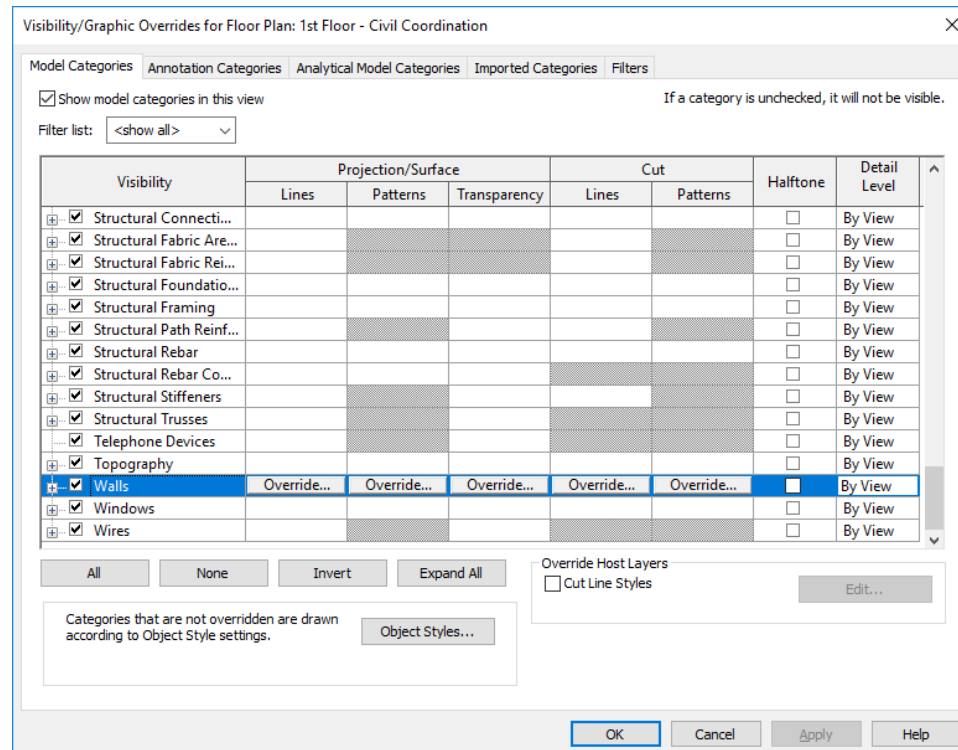 Visibility/Graphic Overrides for Floor Plan: 1st Floor - Civil Coordination
Model Categories Annotation Categories Analytical Model Categories Imported Categories Filters
Show model categories in this view
If a category is unchecked, it will not be visible.
Filter list: <show all>
Visibility Projection/Surface Cut Halftone Detail Level
Lines Patterns Transparency Lines Patterns
Structural Connecti... By View
Structural Fabric Are... By View
Structural Fabric Rei... By View
Structural Foundatio... By View
Structural Framing By View
Structural Path Reinf... By View
Structural Rebar By View
Structural Rebar Co... By View
Structural Stiffeners By View
Structural Trusses By View
Telephone Devices By View
Topography By View
Walls Override... Override... Override... Override... Override... By View
Windows By View
Wires By View
All None Invert Expand All
Override Host Layers
Cut Line Styles Edit...
Categories that are not overridden are drawn
according to Object Style settings.
Object Styles...
OK Cancel Apply Help